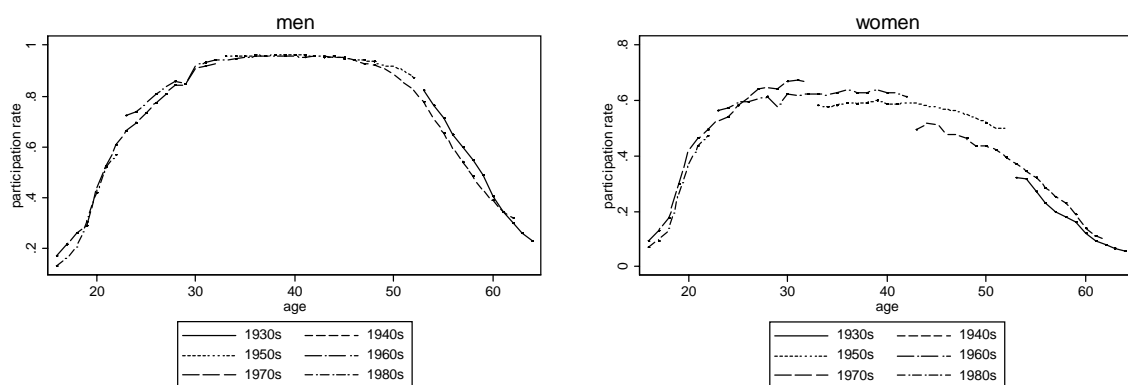 men
participation rate
1
.8
.6
.4
.2
20
30
40
50
60
age
1930s
1940s
1950s
1960s
1970s
1980s
women
participation rate
.8
.6
.4
.2
0
20
30
40
50
60
age
1930s
1940s
1950s
1960s
1970s
1980s